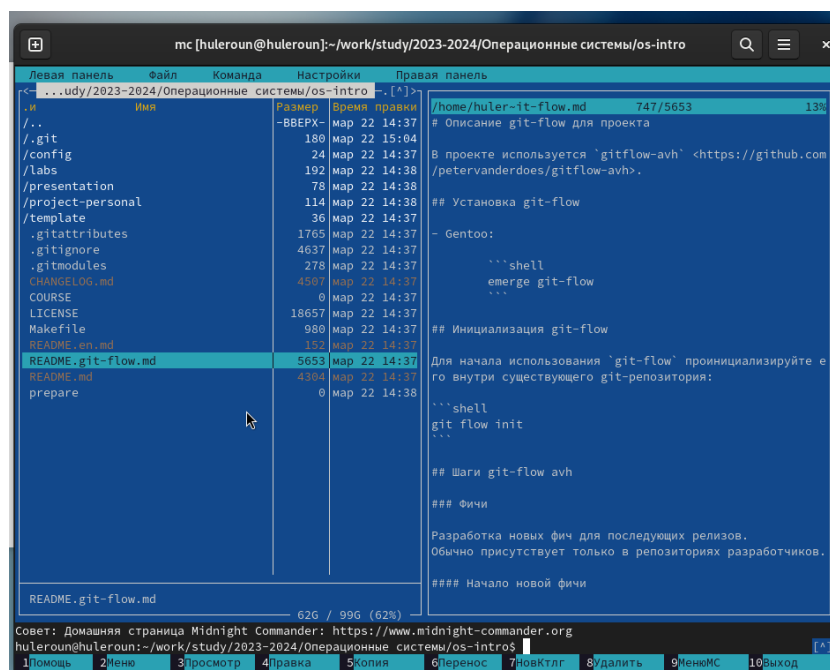 mc [huleroun@huleroun]:~/work/study/2023-2024/Операционные системы/os-intro
Левая панель Файл Команда Настройки Правая панель
<— ...udy/2023-2024/Операционные системы/os-intro —.[^]>
.и Имя Размер Время правки
/.. -ВВЕРХ- мар 22 14:37
/.git 180 мар 22 15:04
/config 24 мар 22 14:37
/labs 192 мар 22 14:38
/presentation 78 мар 22 14:38
/project-personal 114 мар 22 14:38
/template 36 мар 22 14:37
.gitattributes 1765 мар 22 14:37
.gitignore 4637 мар 22 14:37
.gitmodules 278 мар 22 14:37
CHANGELOG.md 4507 мар 22 14:37
COURSE 0 мар 22 14:37
LICENSE 18657 мар 22 14:37
Makefile 980 мар 22 14:37
README.en.md 152 мар 22 14:37
README.git-flow.md 5653 мар 22 14:37
README.md 4304 мар 22 14:37
prepare 0 мар 22 14:38
README.git-flow.md
62G / 99G (62%)
/home/huler~it-flow.md 747/5653 13%
# Описание git-flow для проекта
В проекте используется `gitflow-avh` <https://github.com
/petervanderdoes/gitflow-avh>.
## Установка git-flow
- Gentoo:
```shell
emerge git-flow
```
## Инициализация git-flow
Для начала использования `git-flow` проинициализируйте е
го внутри существующего git-репозитория:
```shell
git flow init
```
## Шаги git-flow avh
### Фичи
Разработка новых фич для последующих релизов.
Обычно присутствует только в репозиториях разработчиков.
#### Начало новой фичи
Совет: Домашняя страница Midnight Commander: https://www.midnight-commander.org
huleroun@huleroun:~/work/study/2023-2024/Операционные системы/os-intro$ [^]
1Помощь 2Меню 3Просмотр 4Правка 5Копия 6Перенос 7НовКтлг 8Удалить 9МенюМС 10Выход